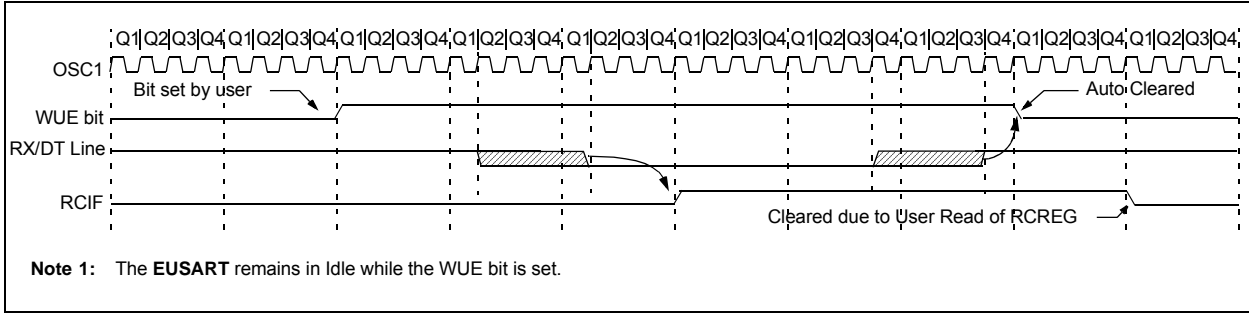 Q1 Q2 Q3 Q4 Q1 Q2 Q3 Q4 Q1 Q2 Q3 Q4 Q1 Q2 Q3 Q4 Q1 Q2 Q3 Q4 Q1 Q2 Q3 Q4 Q1 Q2 Q3 Q4 Q1 Q2 Q3 Q4 Q1 Q2 Q3 Q4 Q1 Q2 Q3 Q4
OSC1
Bit set by user
Auto Cleared
WUE bit
RX/DT Line
RCIF
Cleared due to User Read of RCREG
Note 1: The EUSART remains in Idle while the WUE bit is set.